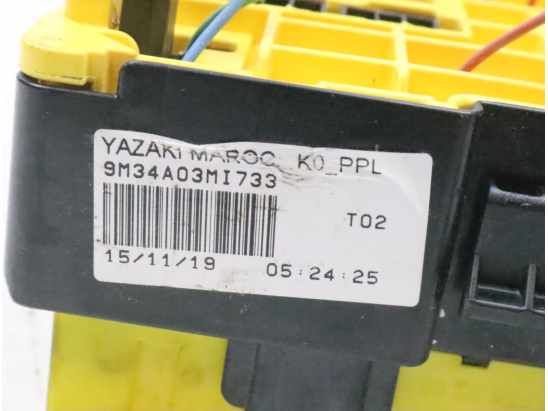 YAZAKI MAROC K0_PPL
9M34A03MI733
T02
15/11/19 05:24:25